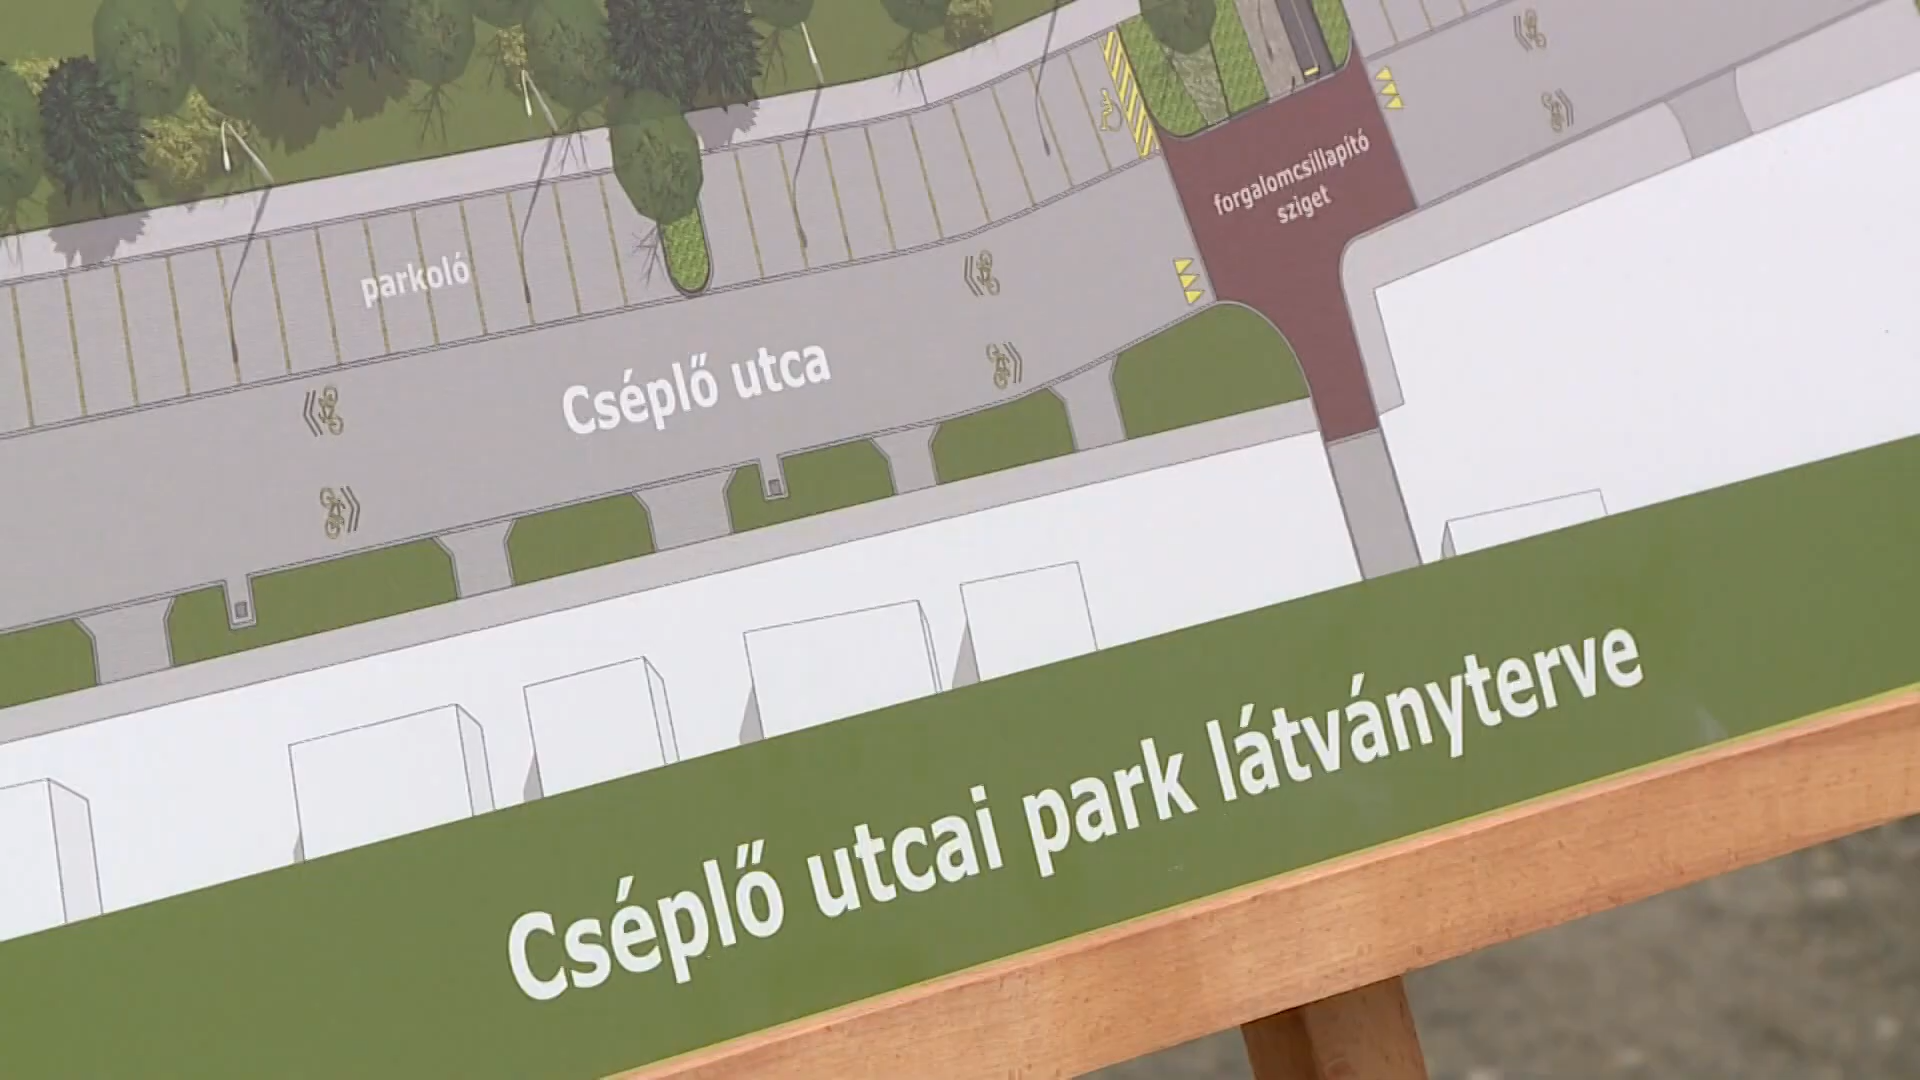 forgalomcsillapító
sziget
parkoló
Cséplő utca
Cséplő utcai park látványterve